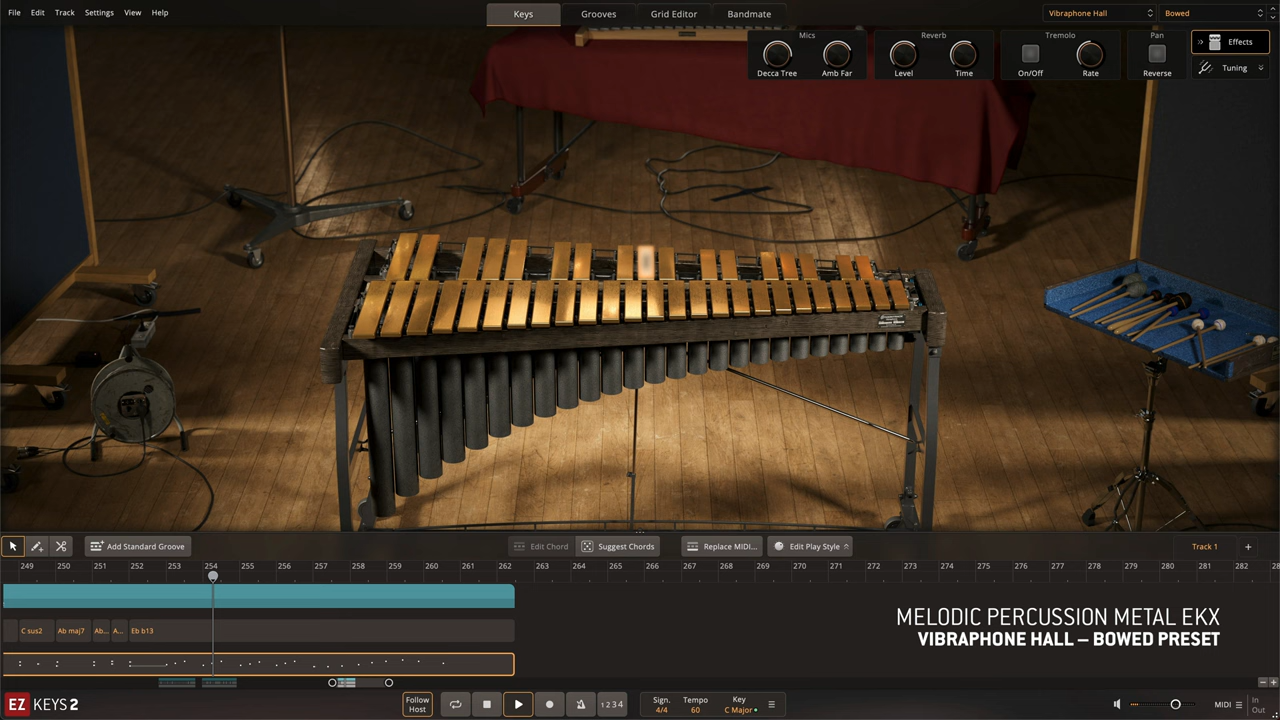 File Edit Track Settings View Help
Keys Grooves Grid Editor Bandmate
Vibraphone Hall Bowed
Mics Reverb Tremolo Pan
Effects
Decca Tree Amb Far Level Time On/Off Rate Reverse
Tuning
Add Standard Groove Edit Chord Suggest Chords Replace MIDI... Edit Play Style Track 1 +
249 250 251 252 253 254 255 256 257 258 259 260 261 262 263 264 265 266 267 268 269 270 271 272 273 274 275 276 277 278 279 280 281 282 28
C sus2 Ab maj7 Ab... A... Eb b13
MELODIC PERCUSSION METAL EKX
VIBRAPHONE HALL – BOWED PRESET
EZ KEYS 2
Follow Host
1 2 3 4
Sign. Tempo Key
4/4 60 C Major
MIDI In Out